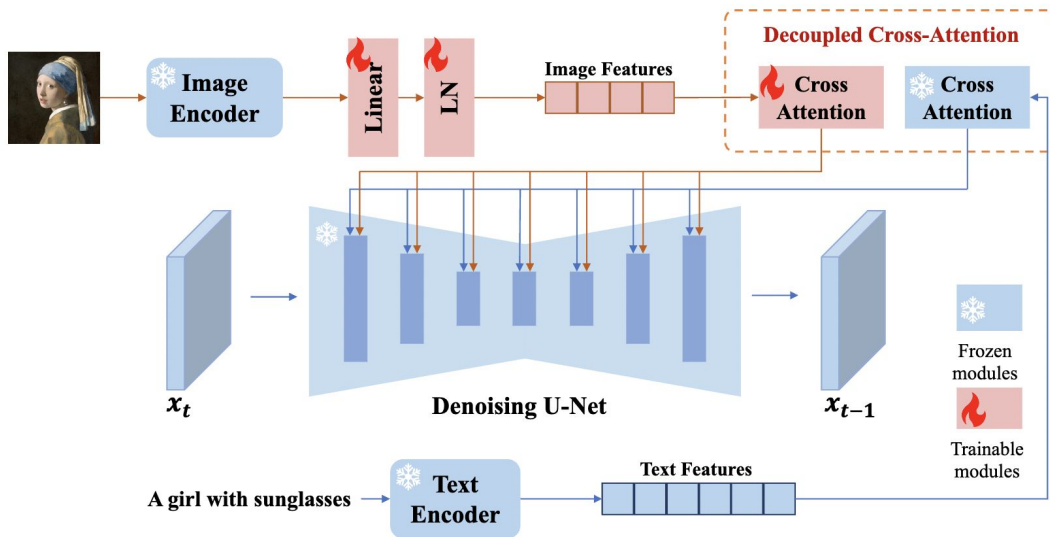 Decoupled Cross-Attention
Image
Encoder
Linear
LN
Image Features
Cross
Attention
Cross
Attention
x_t
Denoising U-Net
x_{t-1}
Frozen
modules
Trainable
modules
A girl with sunglasses
Text
Encoder
Text Features